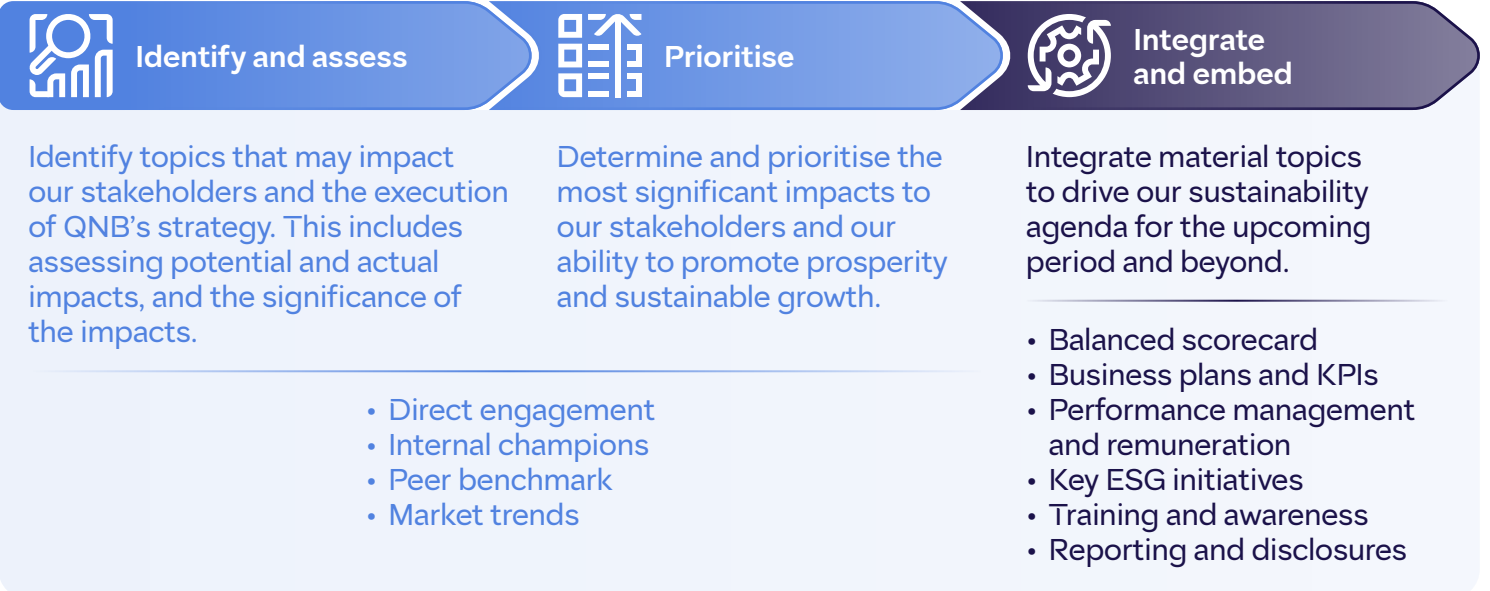 Identify and assess
Prioritise
Integrate
and embed
Identify topics that may impact
our stakeholders and the execution
of QNB's strategy. This includes
assessing potential and actual
impacts, and the significance of
the impacts.
Determine and prioritise the
most significant impacts to
our stakeholders and our
ability to promote prosperity
and sustainable growth.
• Direct engagement
• Internal champions
• Peer benchmark
• Market trends
Integrate material topics
to drive our sustainability
agenda for the upcoming
period and beyond.
• Balanced scorecard
• Business plans and KPIs
• Performance management
and remuneration
• Key ESG initiatives
• Training and awareness
• Reporting and disclosures